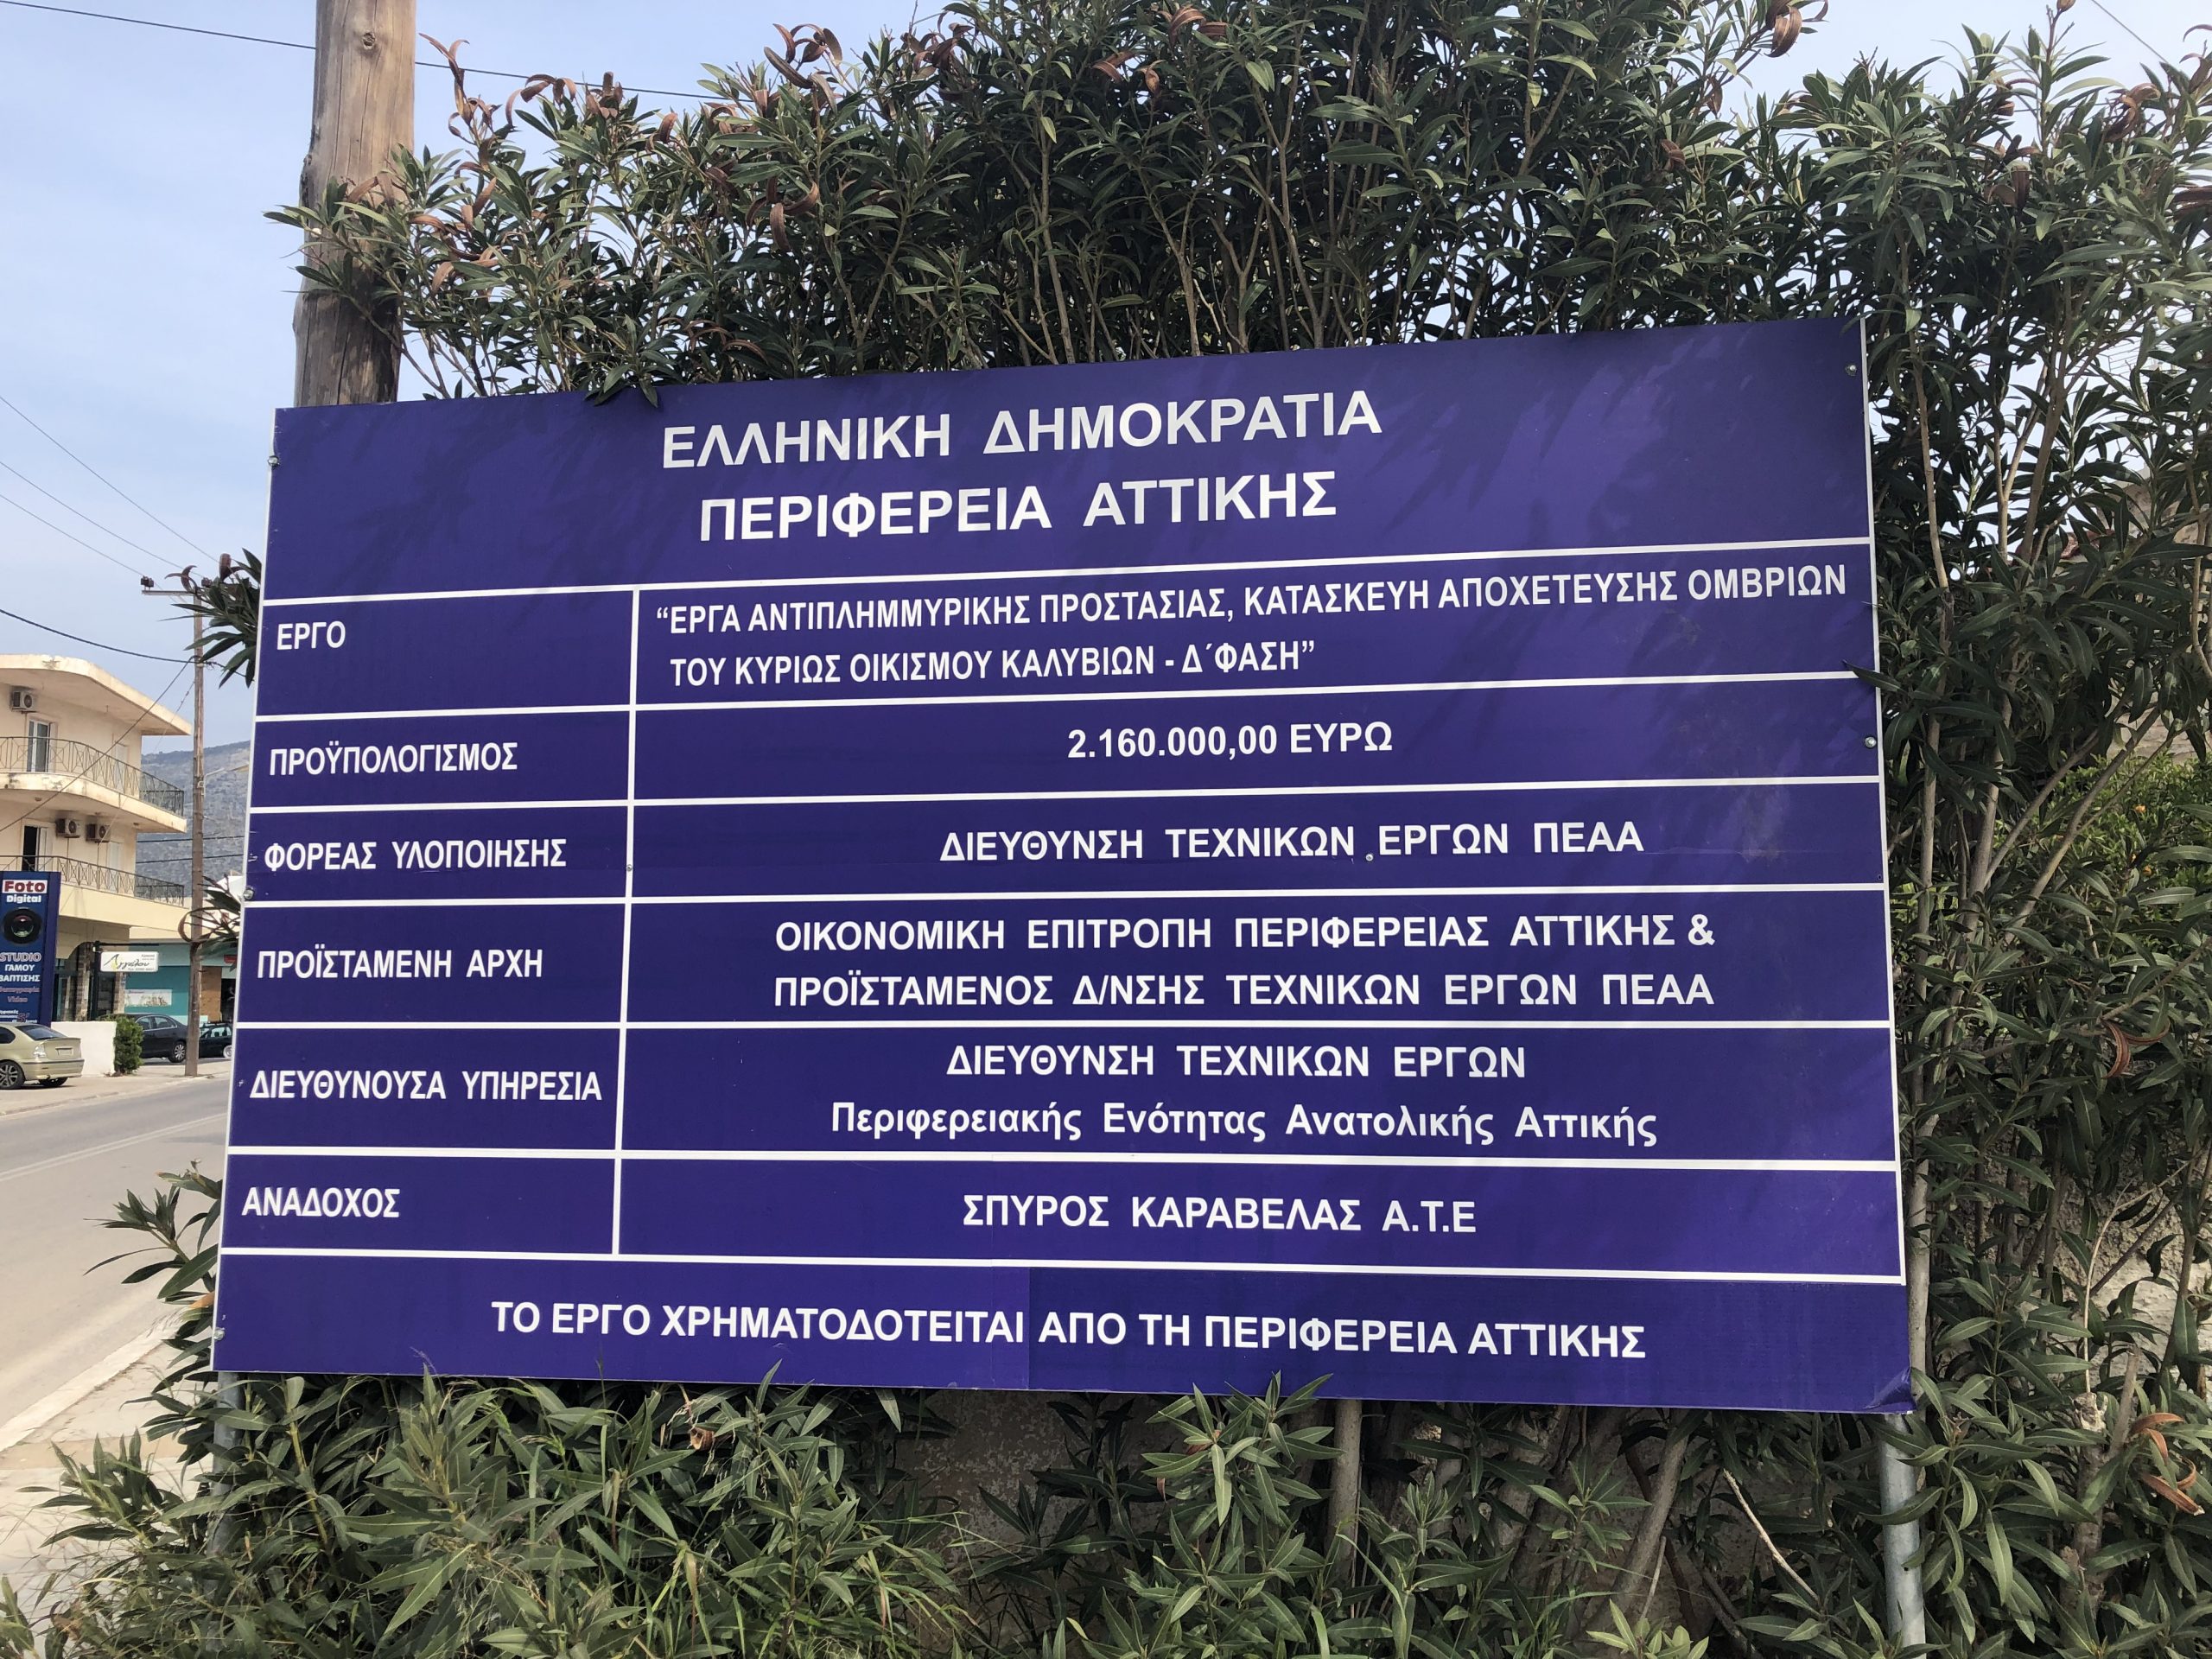 ΕΛΛΗΝΙΚΗ ΔΗΜΟΚΡΑΤΙΑ
ΠΕΡΙΦΕΡΕΙΑ ΑΤΤΙΚΗΣ
ΕΡΓΟ
“ΕΡΓΑ ΑΝΤΙΠΛΗΜΜΥΡΙΚΗΣ ΠΡΟΣΤΑΣΙΑΣ, ΚΑΤΑΣΚΕΥΗ ΑΠΟΧΕΤΕΥΣΗΣ ΟΜΒΡΙΩΝ
ΤΟΥ ΚΥΡΙΩΣ ΟΙΚΙΣΜΟΥ ΚΑΛΥΒΙΩΝ - Δ΄ΦΑΣΗ”
ΠΡΟΫΠΟΛΟΓΙΣΜΟΣ
2.160.000,00 ΕΥΡΩ
ΦΟΡΕΑΣ ΥΛΟΠΟΙΗΣΗΣ
ΔΙΕΥΘΥΝΣΗ ΤΕΧΝΙΚΩΝ ΕΡΓΩΝ ΠΕΑΑ
ΠΡΟΪΣΤΑΜΕΝΗ ΑΡΧΗ
ΟΙΚΟΝΟΜΙΚΗ ΕΠΙΤΡΟΠΗ ΠΕΡΙΦΕΡΕΙΑΣ ΑΤΤΙΚΗΣ &
ΠΡΟΪΣΤΑΜΕΝΟΣ Δ/ΝΣΗΣ ΤΕΧΝΙΚΩΝ ΕΡΓΩΝ ΠΕΑΑ
ΔΙΕΥΘΥΝΟΥΣΑ ΥΠΗΡΕΣΙΑ
ΔΙΕΥΘΥΝΣΗ ΤΕΧΝΙΚΩΝ ΕΡΓΩΝ
Περιφερειακής Ενότητας Ανατολικής Αττικής
ΑΝΑΔΟΧΟΣ
ΣΠΥΡΟΣ ΚΑΡΑΒΕΛΑΣ Α.Τ.Ε
ΤΟ ΕΡΓΟ ΧΡΗΜΑΤΟΔΟΤΕΙΤΑΙ ΑΠΟ ΤΗ ΠΕΡΙΦΕΡΕΙΑ ΑΤΤΙΚΗΣ
Foto
Digital
STUDIO
ΓΑΜΟΥ
ΒΑΠΤΙΣΗΣ
Video